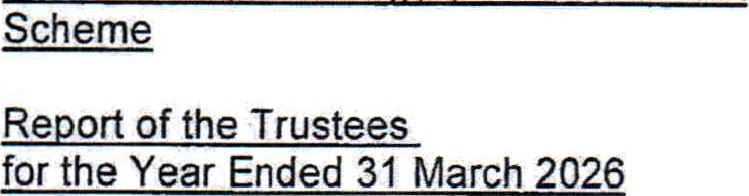 Scheme
Report of the Trustees
for the Year Ended 31 March 2026